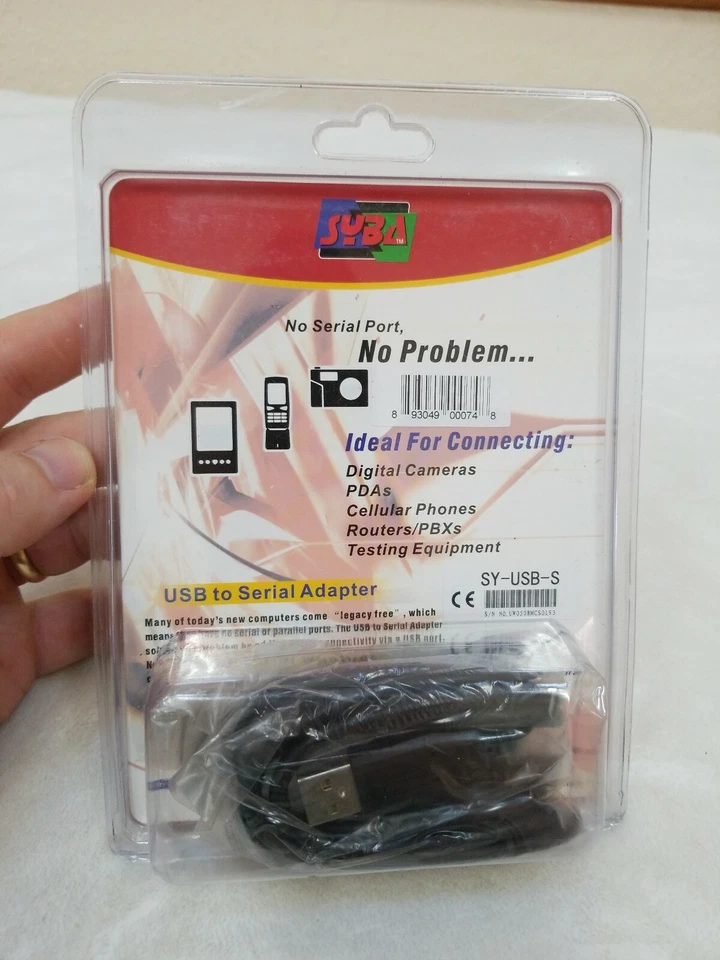 SYBA
TM
No Serial Port,
No Problem...
8 93049 00074 8
Ideal For Connecting:
Digital Cameras
PDAs
Cellular Phones
Routers/PBXs
Testing Equipment
SY-USB-S
CE
USB to Serial Adapter
Many of today's new computers come "legacy free", which
means no serial or parallel ports. The USB to Serial Adapter
via a USB port.